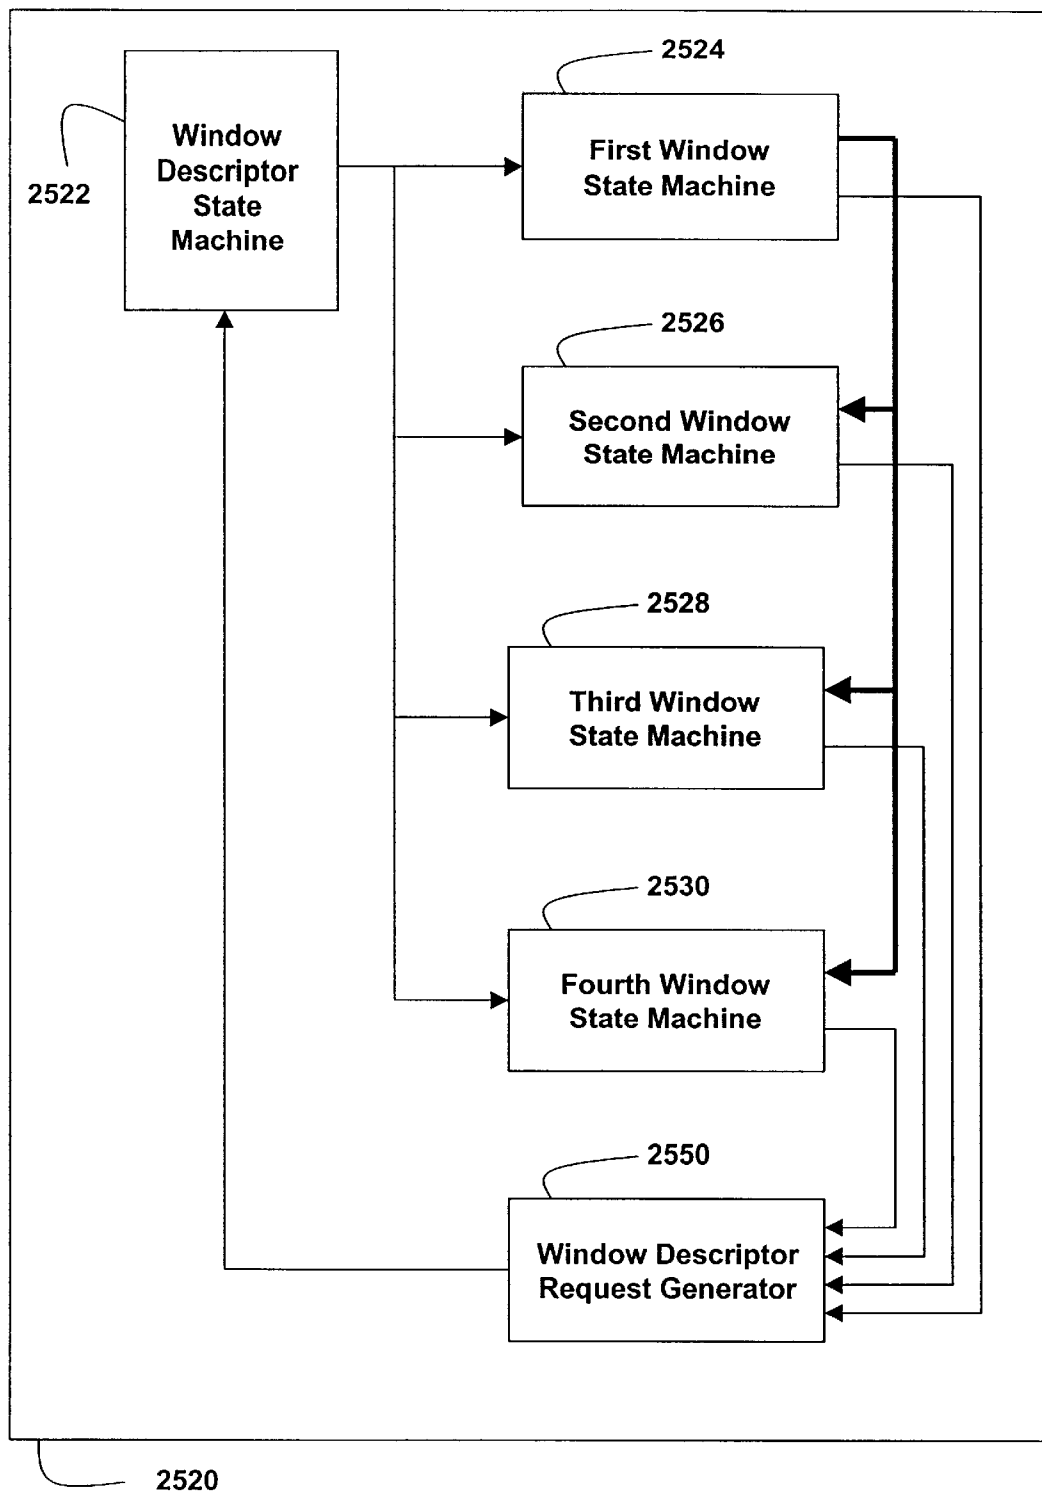 2524
Window
Descriptor
State
Machine
2522
First Window
State Machine
2526
Second Window
State Machine
2528
Third Window
State Machine
2530
Fourth Window
State Machine
2550
Window Descriptor
Request Generator
2520